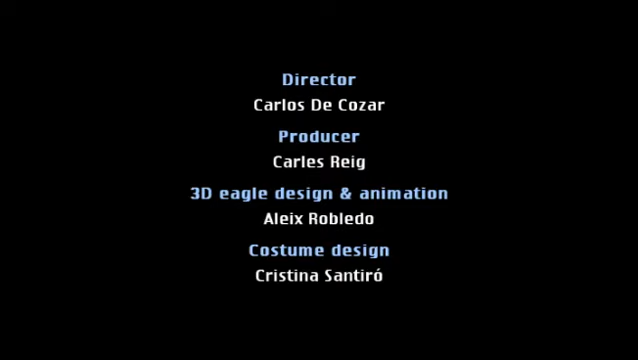 Director
Carlos De Cozar
Producer
Carles Reig
3D eagle design & animation
Aleix Robledo
Costume design
Cristina Santiró